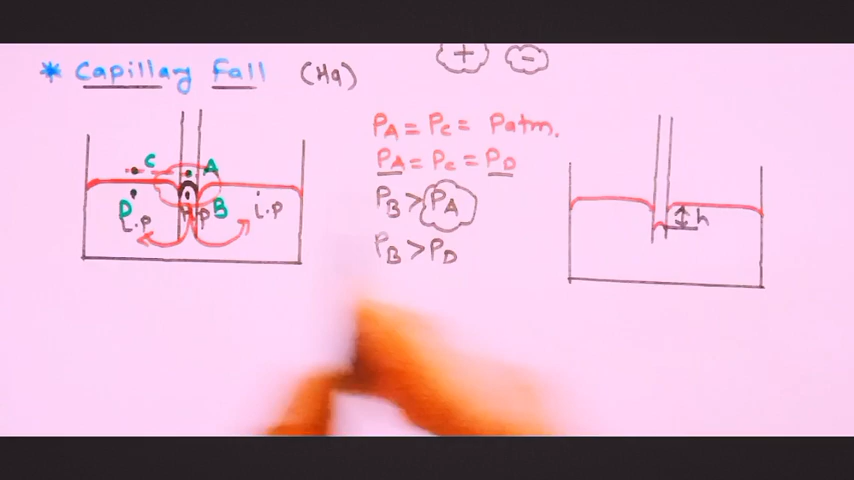 + -
* Capillary Fall (Hg)
C A
D B
L.P H P L.P
PA = PC = Patm.
PA = PC = PD
PB > PA
PB > PD
h